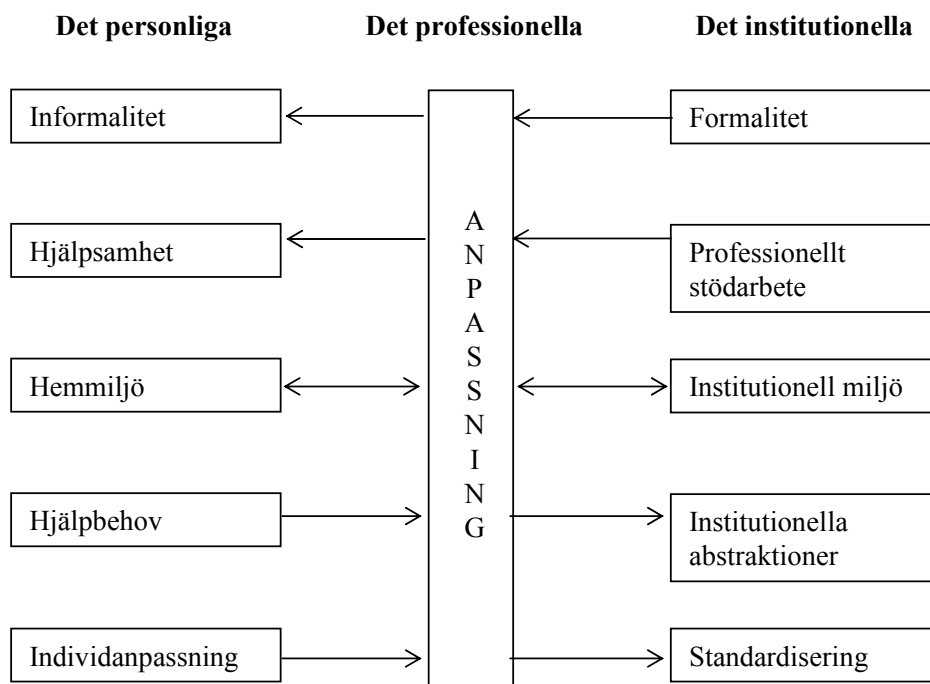 Det personliga Det professionella Det institutionella
Informalitet
Formalitet
Hjälpsamhet
Professionellt
stödarbete
Hemmiljö
Institutionell miljö
Hjälpbehov
Institutionella
abstraktioner
Individanpassning
Standardisering
A
N
P
A
S
S
N
I
N
G